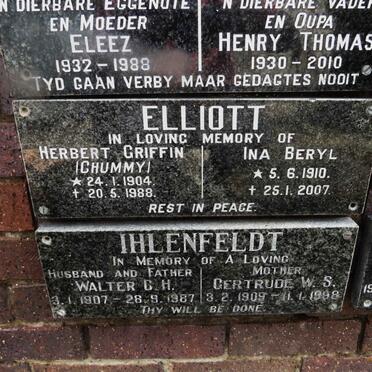 'N DIERBARE EGGENOTE
EN MOEDER
ELEEZ
1932 - 1988
'N DIERBARE VADER
EN OUPA
HENRY THOMAS
1930 - 2010
TYD GAAN VERBY MAAR GEDAGTES NOOIT
ELLIOTT
IN LOVING MEMORY OF
HERBERT GRIFFIN
(CHUMMY)
★ 24.1.1904.
✝ 20.5.1988.
INA BERYL
★ 5.6.1910.
✝ 25.1.2007.
REST IN PEACE.
IHLENFELDT
IN MEMORY OF A LOVING
HUSBAND AND FATHER
WALTER C.H.
3.1.1907 - 28.9.1987
MOTHER
GERTRUDE W.S.
3.2.1909 - 11.1.1998
THY WILL BE DONE.